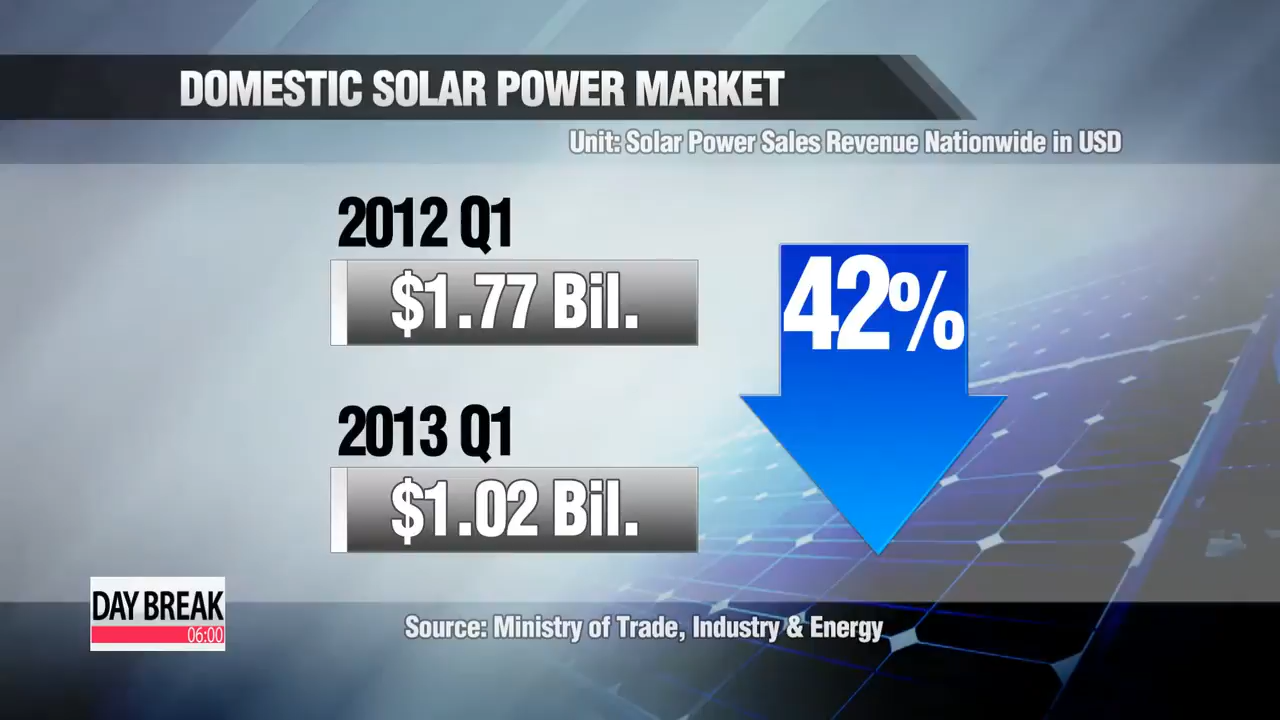 DOMESTIC SOLAR POWER MARKET
Unit: Solar Power Sales Revenue Nationwide in USD
2012 Q1
$1.77 Bil.
42%
2013 Q1
$1.02 Bil.
DAY BREAK
06:00
Source: Ministry of Trade, Industry & Energy